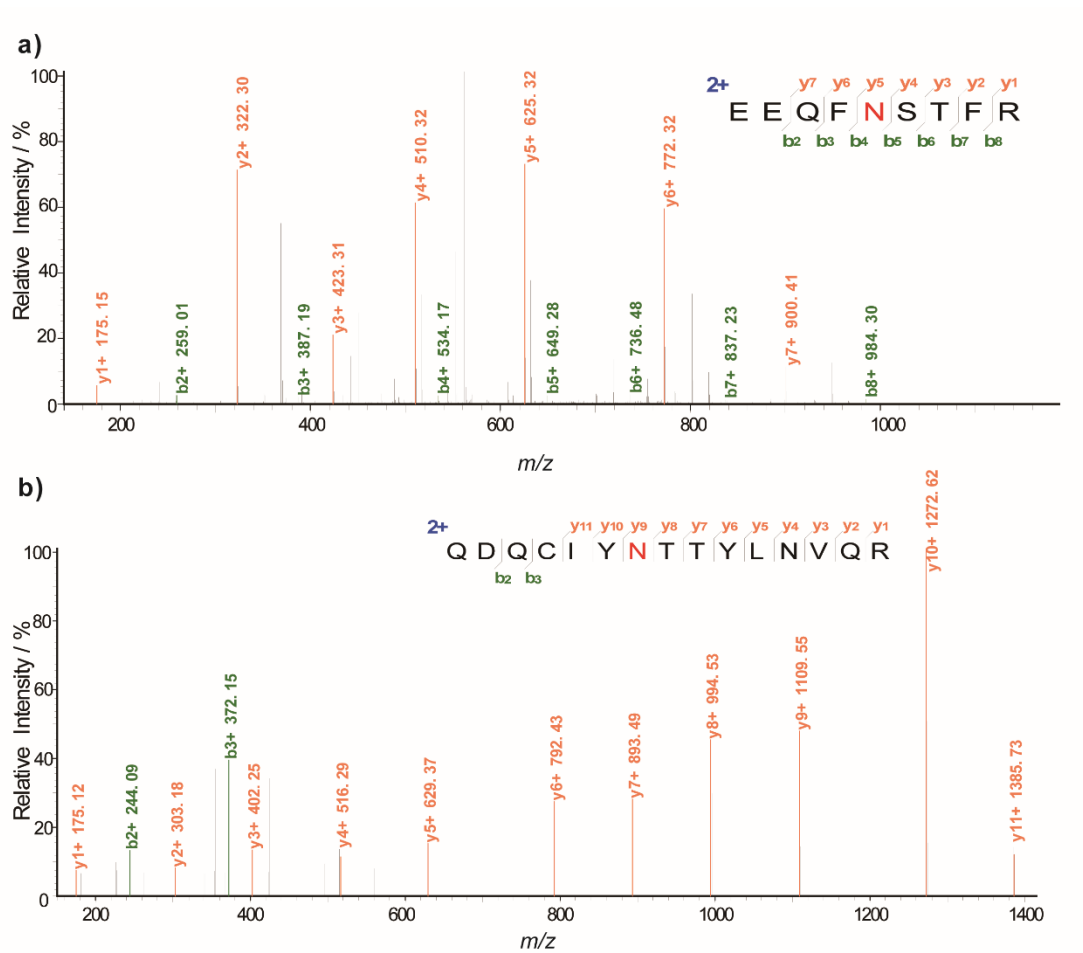 a)
Relative Intensity / %
100
80
60
40
20
0
200
400
600
800
1000
m/z
y1+ 175. 15
b2+ 259. 01
y2+ 322. 30
b3+ 387. 19
y3+ 423. 31
y4+ 510. 32
b4+ 534. 17
y5+ 625. 32
b5+ 649. 28
b6+ 736. 48
y6+ 772. 32
b7+ 837. 23
y7+ 900. 41
b8+ 984. 30
2+
y7 y6 y5 y4 y3 y2 y1
E E Q F N S T F R
b2 b3 b4 b5 b6 b7 b8
b)
Relative Intensity / %
100
80
60
40
20
0
200
400
600
800
1000
1200
1400
m/z
y1+ 175. 12
b2+ 244. 09
y2+ 303. 18
b3+ 372. 15
y3+ 402. 25
y4+ 516. 29
y5+ 629. 37
y6+ 792. 43
y7+ 893. 49
y8+ 994. 53
y9+ 1109. 55
y10+ 1272. 62
y11+ 1385. 73
2+
y11 y10 y9 y8 y7 y6 y5 y4 y3 y2 y1
Q D Q C I Y N T T Y L N V Q R
b2 b3